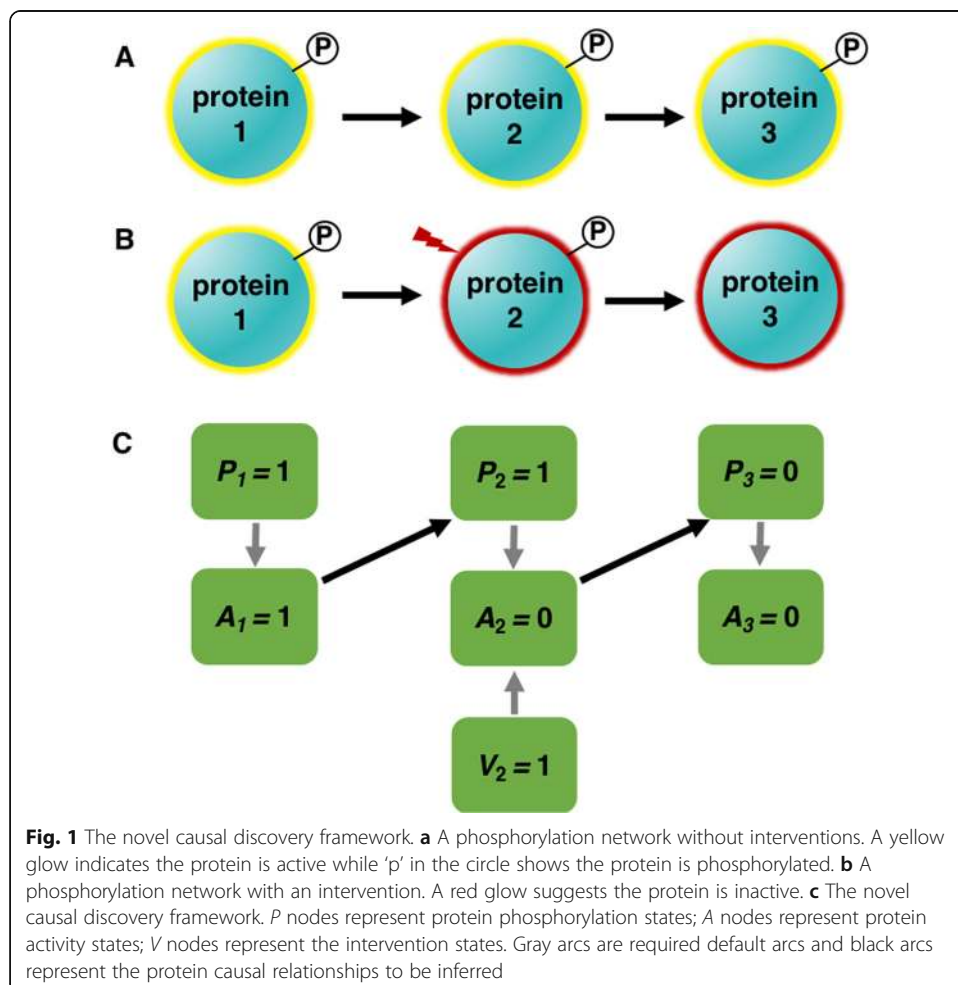 A
P
P
P
protein
1
protein
2
protein
3
B
P
P
protein
1
protein
2
protein
3
C
P1 = 1
P2 = 1
P3 = 0
A1 = 1
A2 = 0
A3 = 0
V2 = 1
Fig. 1 The novel causal discovery framework. a A phosphorylation network without interventions. A yellow
glow indicates the protein is active while ‘p’ in the circle shows the protein is phosphorylated. b A
phosphorylation network with an intervention. A red glow suggests the protein is inactive. c The novel
causal discovery framework. P nodes represent protein phosphorylation states; A nodes represent protein
activity states; V nodes represent the intervention states. Gray arcs are required default arcs and black arcs
represent the protein causal relationships to be inferred